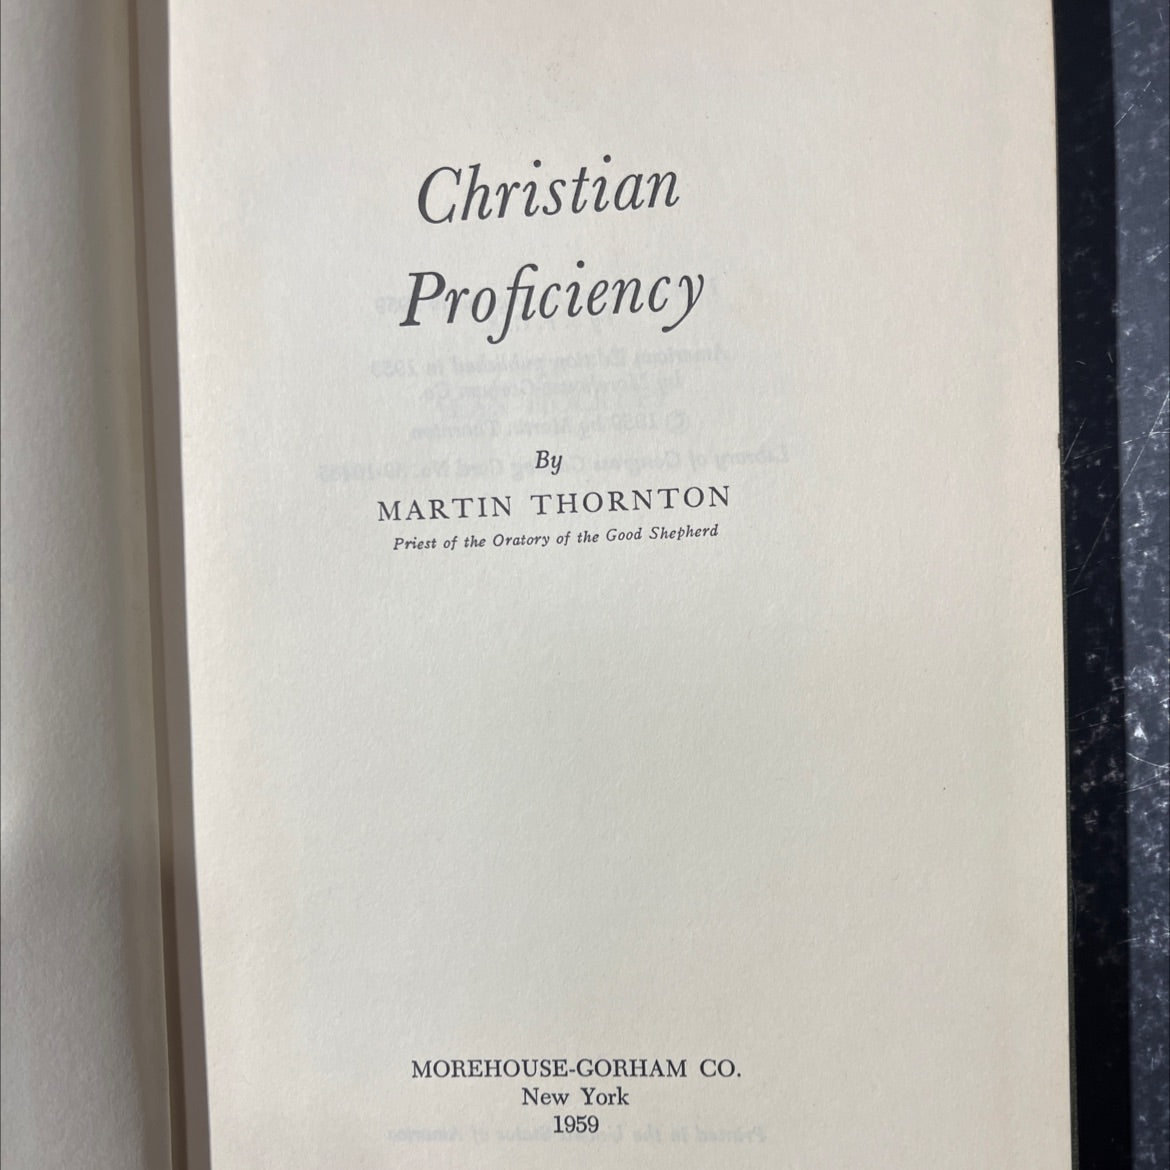 Christian
Proficiency
By
MARTIN THORNTON
Priest of the Oratory of the Good Shepherd
MOREHOUSE-GORHAM CO.
New York
1959